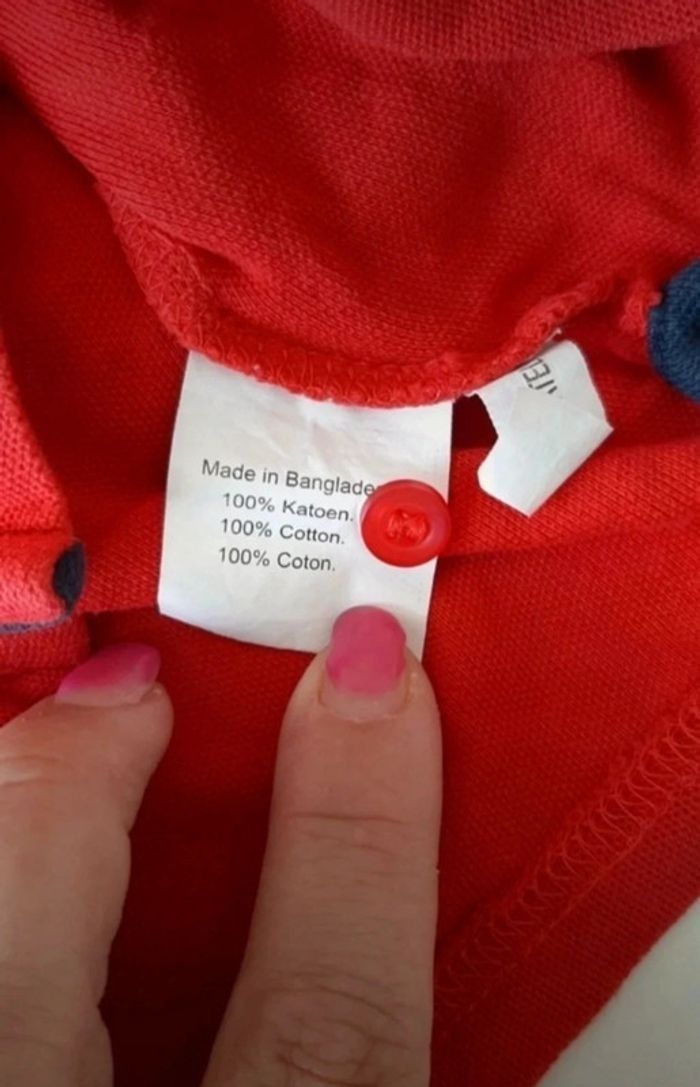 Made in Banglade
100% Katoen.
100% Cotton.
100% Coton.